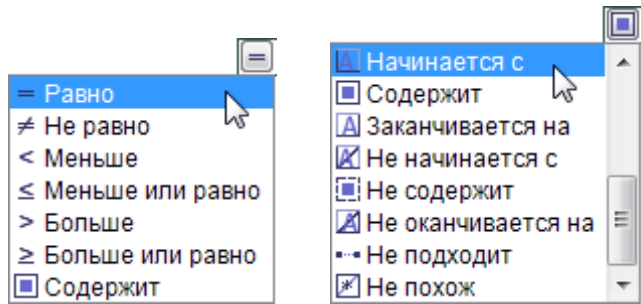 = Равно
≠ Не равно
< Меньше
≤ Меньше или равно
> Больше
≥ Больше или равно
Содержит
Начинается с
Содержит
Заканчивается на
Не начинается с
Не содержит
Не оканчивается на
Не подходит
Не похож